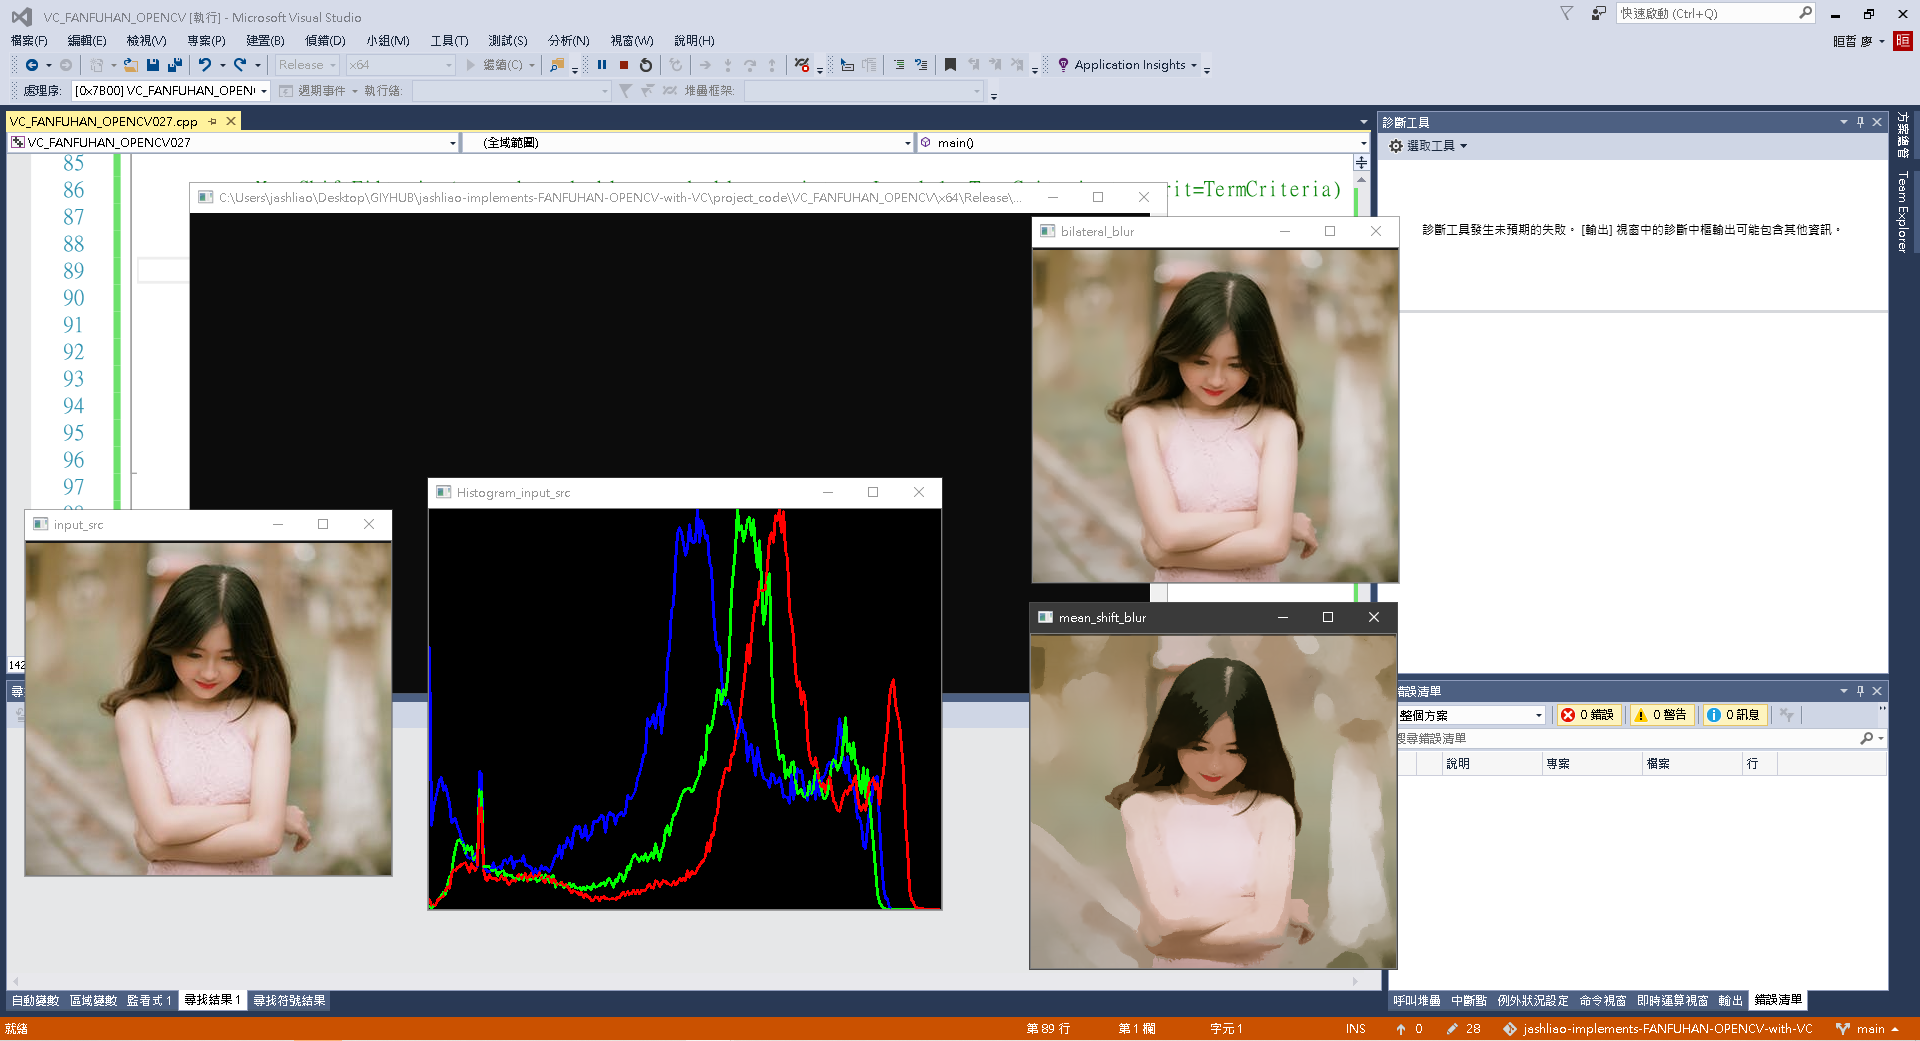 VC_FANFUHAN_OPENCV [執行] - Microsoft Visual Studio
快速啟動 (Ctrl+Q)
檔案(F) 編輯(E) 檢視(V) 專案(P) 建置(B) 偵錯(D) 小組(M) 工具(T) 測試(S) 分析(N) 視窗(W) 說明(H)
晅哲 廖
晅
Release x64 繼續(C) Application Insights
處理序: [0x7B00] VC_FANFUHAN_OPEN 週期事件 執行緒: 堆疊框架:
VC_FANFUHAN_OPENCV027.cpp
VC_FANFUHAN_OPENCV027 (全域範圍) main()
85
86
rit=TermCriteria)
87
88
89
90
91
92
93
94
95
96
97
C:\Users\jashliao\Desktop\GIYHUB\jashliao-implements-FANFUHAN-OPENCV-with-VC\project_code\VC_FANFUHAN_OPENCV\x64\Release\...
bilateral_blur
Histogram_input_src
input_src
mean_shift_blur
142
尋
診斷工具
選取工具
診斷工具發生未預期的失敗。 [輸出] 視窗中的診斷中樞輸出可能包含其他資訊。
方案總管
Team Explorer
錯誤清單
整個方案 0 錯誤 0 警告 0 訊息
搜尋錯誤清單
說明 專案 檔案 行
自動變數 區域變數 監看式 1 尋找結果 1 尋找符號結果
呼叫堆疊 中斷點 例外狀況設定 命令視窗 即時運算視窗 輸出 錯誤清單
就緒 第 89 行 第 1 欄 字元 1 INS 0 28 jashliao-implements-FANFUHAN-OPENCV-with-VC main